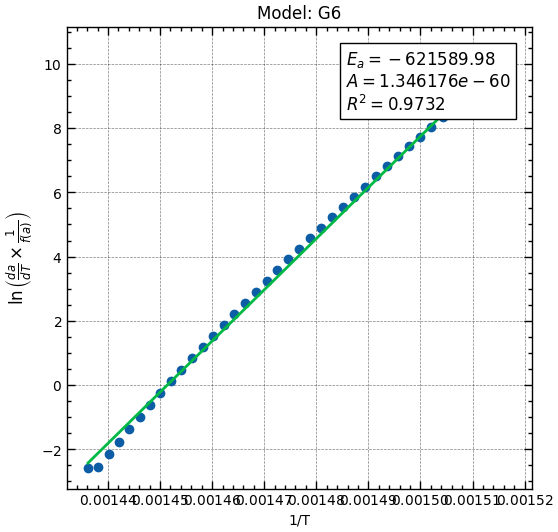 Model: G6
E_a = −621589.98
A = 1.346176e − 60
R² = 0.9732
10
8
6
4
2
0
−2
ln (da/dT × 1/f(a))
0.00144 0.00145 0.00146 0.00147 0.00148 0.00149 0.00150 0.00151 0.00152
1/T